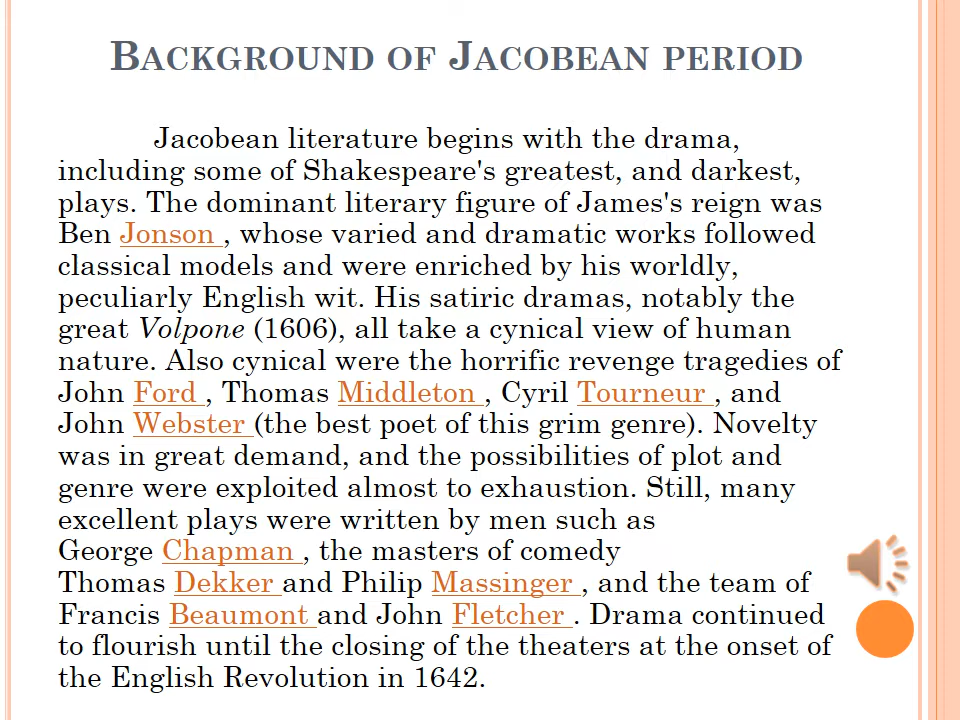 BACKGROUND OF JACOBEAN PERIOD
Jacobean literature begins with the drama,
including some of Shakespeare's greatest, and darkest,
plays. The dominant literary figure of James's reign was
Ben Jonson , whose varied and dramatic works followed
classical models and were enriched by his worldly,
peculiarly English wit. His satiric dramas, notably the
great Volpone (1606), all take a cynical view of human
nature. Also cynical were the horrific revenge tragedies of
John Ford , Thomas Middleton , Cyril Tourneur , and
John Webster (the best poet of this grim genre). Novelty
was in great demand, and the possibilities of plot and
genre were exploited almost to exhaustion. Still, many
excellent plays were written by men such as
George Chapman , the masters of comedy
Thomas Dekker and Philip Massinger , and the team of
Francis Beaumont and John Fletcher . Drama continued
to flourish until the closing of the theaters at the onset of
the English Revolution in 1642.